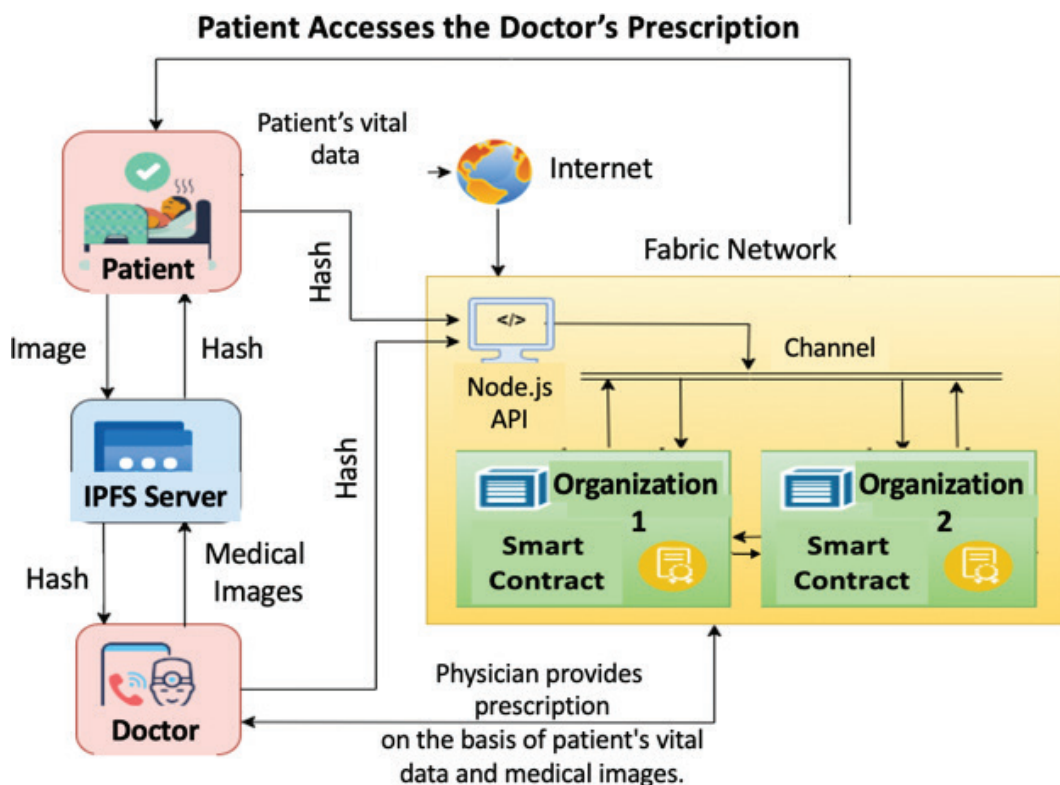 Patient Accesses the Doctor’s Prescription
Patient’s vital
data
Internet
Fabric Network
Patient
Hash
Image
Hash
</>
Node.js
API
Channel
IPFS Server
Hash
Organization
1
Smart
Contract
Organization
2
Smart
Contract
Hash
Medical
Images
Doctor
Physician provides
prescription
on the basis of patient's vital
data and medical images.